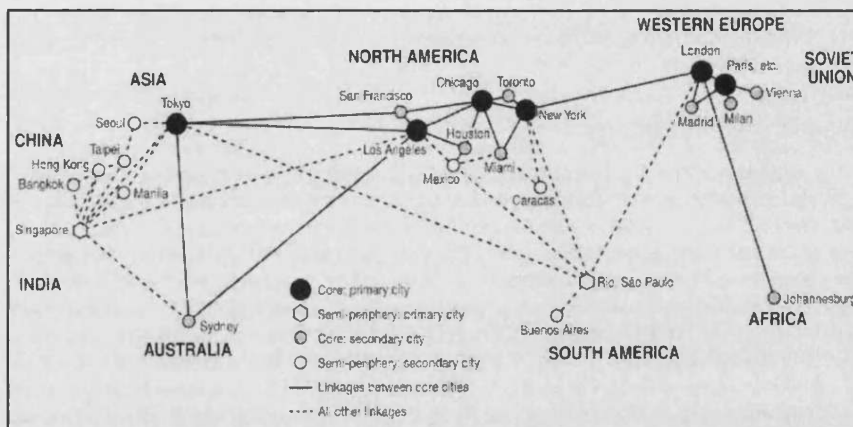 WESTERN EUROPE
London
Paris, etc.
SOVIET
UNION
NORTH AMERICA
Chicago
Toronto
ASIA
Tokyo
San Francisco
Vienna
Seoul
New York
Madrid
Milan
CHINA
Taipei
Houston
Los Angeles
Hong Kong
Bangkok
Mexico
Miami
Manila
Caracas
Singapore
INDIA
Rio, São Paulo
Core: primary city
Semi-periphery: primary city
Johannesburg
Sydney
Core: secondary city
Buenos Aires
AFRICA
AUSTRALIA
Semi-periphery: secondary city
SOUTH AMERICA
Linkages between core cities
All other linkages